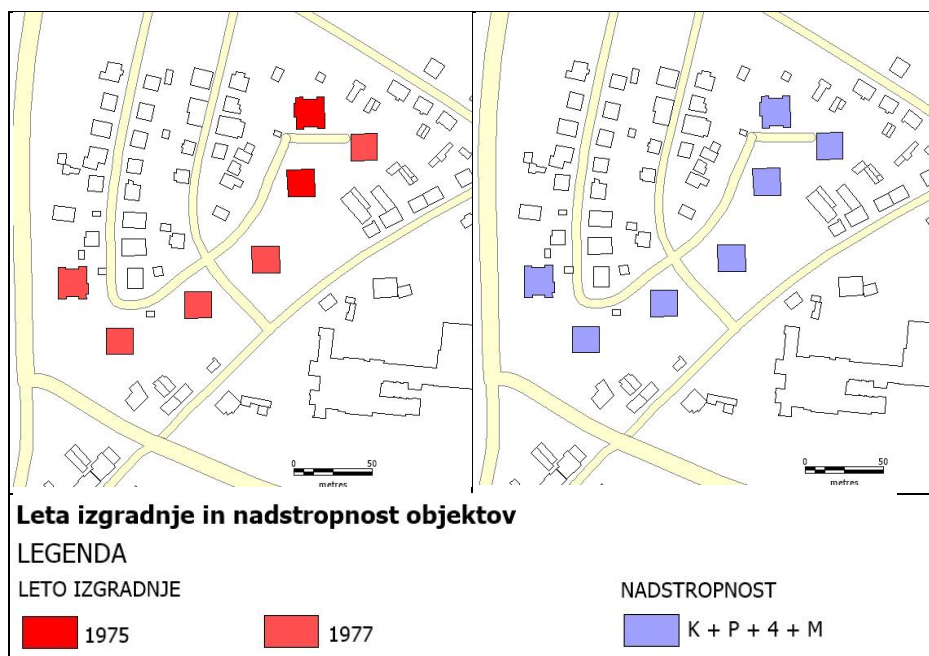 0 50
metres
0 50
metres
Leta izgradnje in nadstropnost objektov
LEGENDA
LETO IZGRADNJE
NADSTROPNOST
1975
1977
K + P + 4 + M